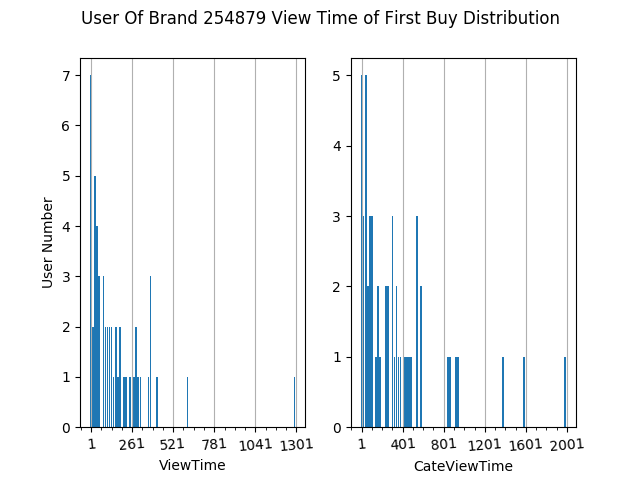 User Of Brand 254879 View Time of First Buy Distribution
User Number
7
6
5
4
3
2
1
0
1 261 521 781 1041 1301
ViewTime
5
4
3
2
1
0
1 401 801 1201 1601 2001
CateViewTime